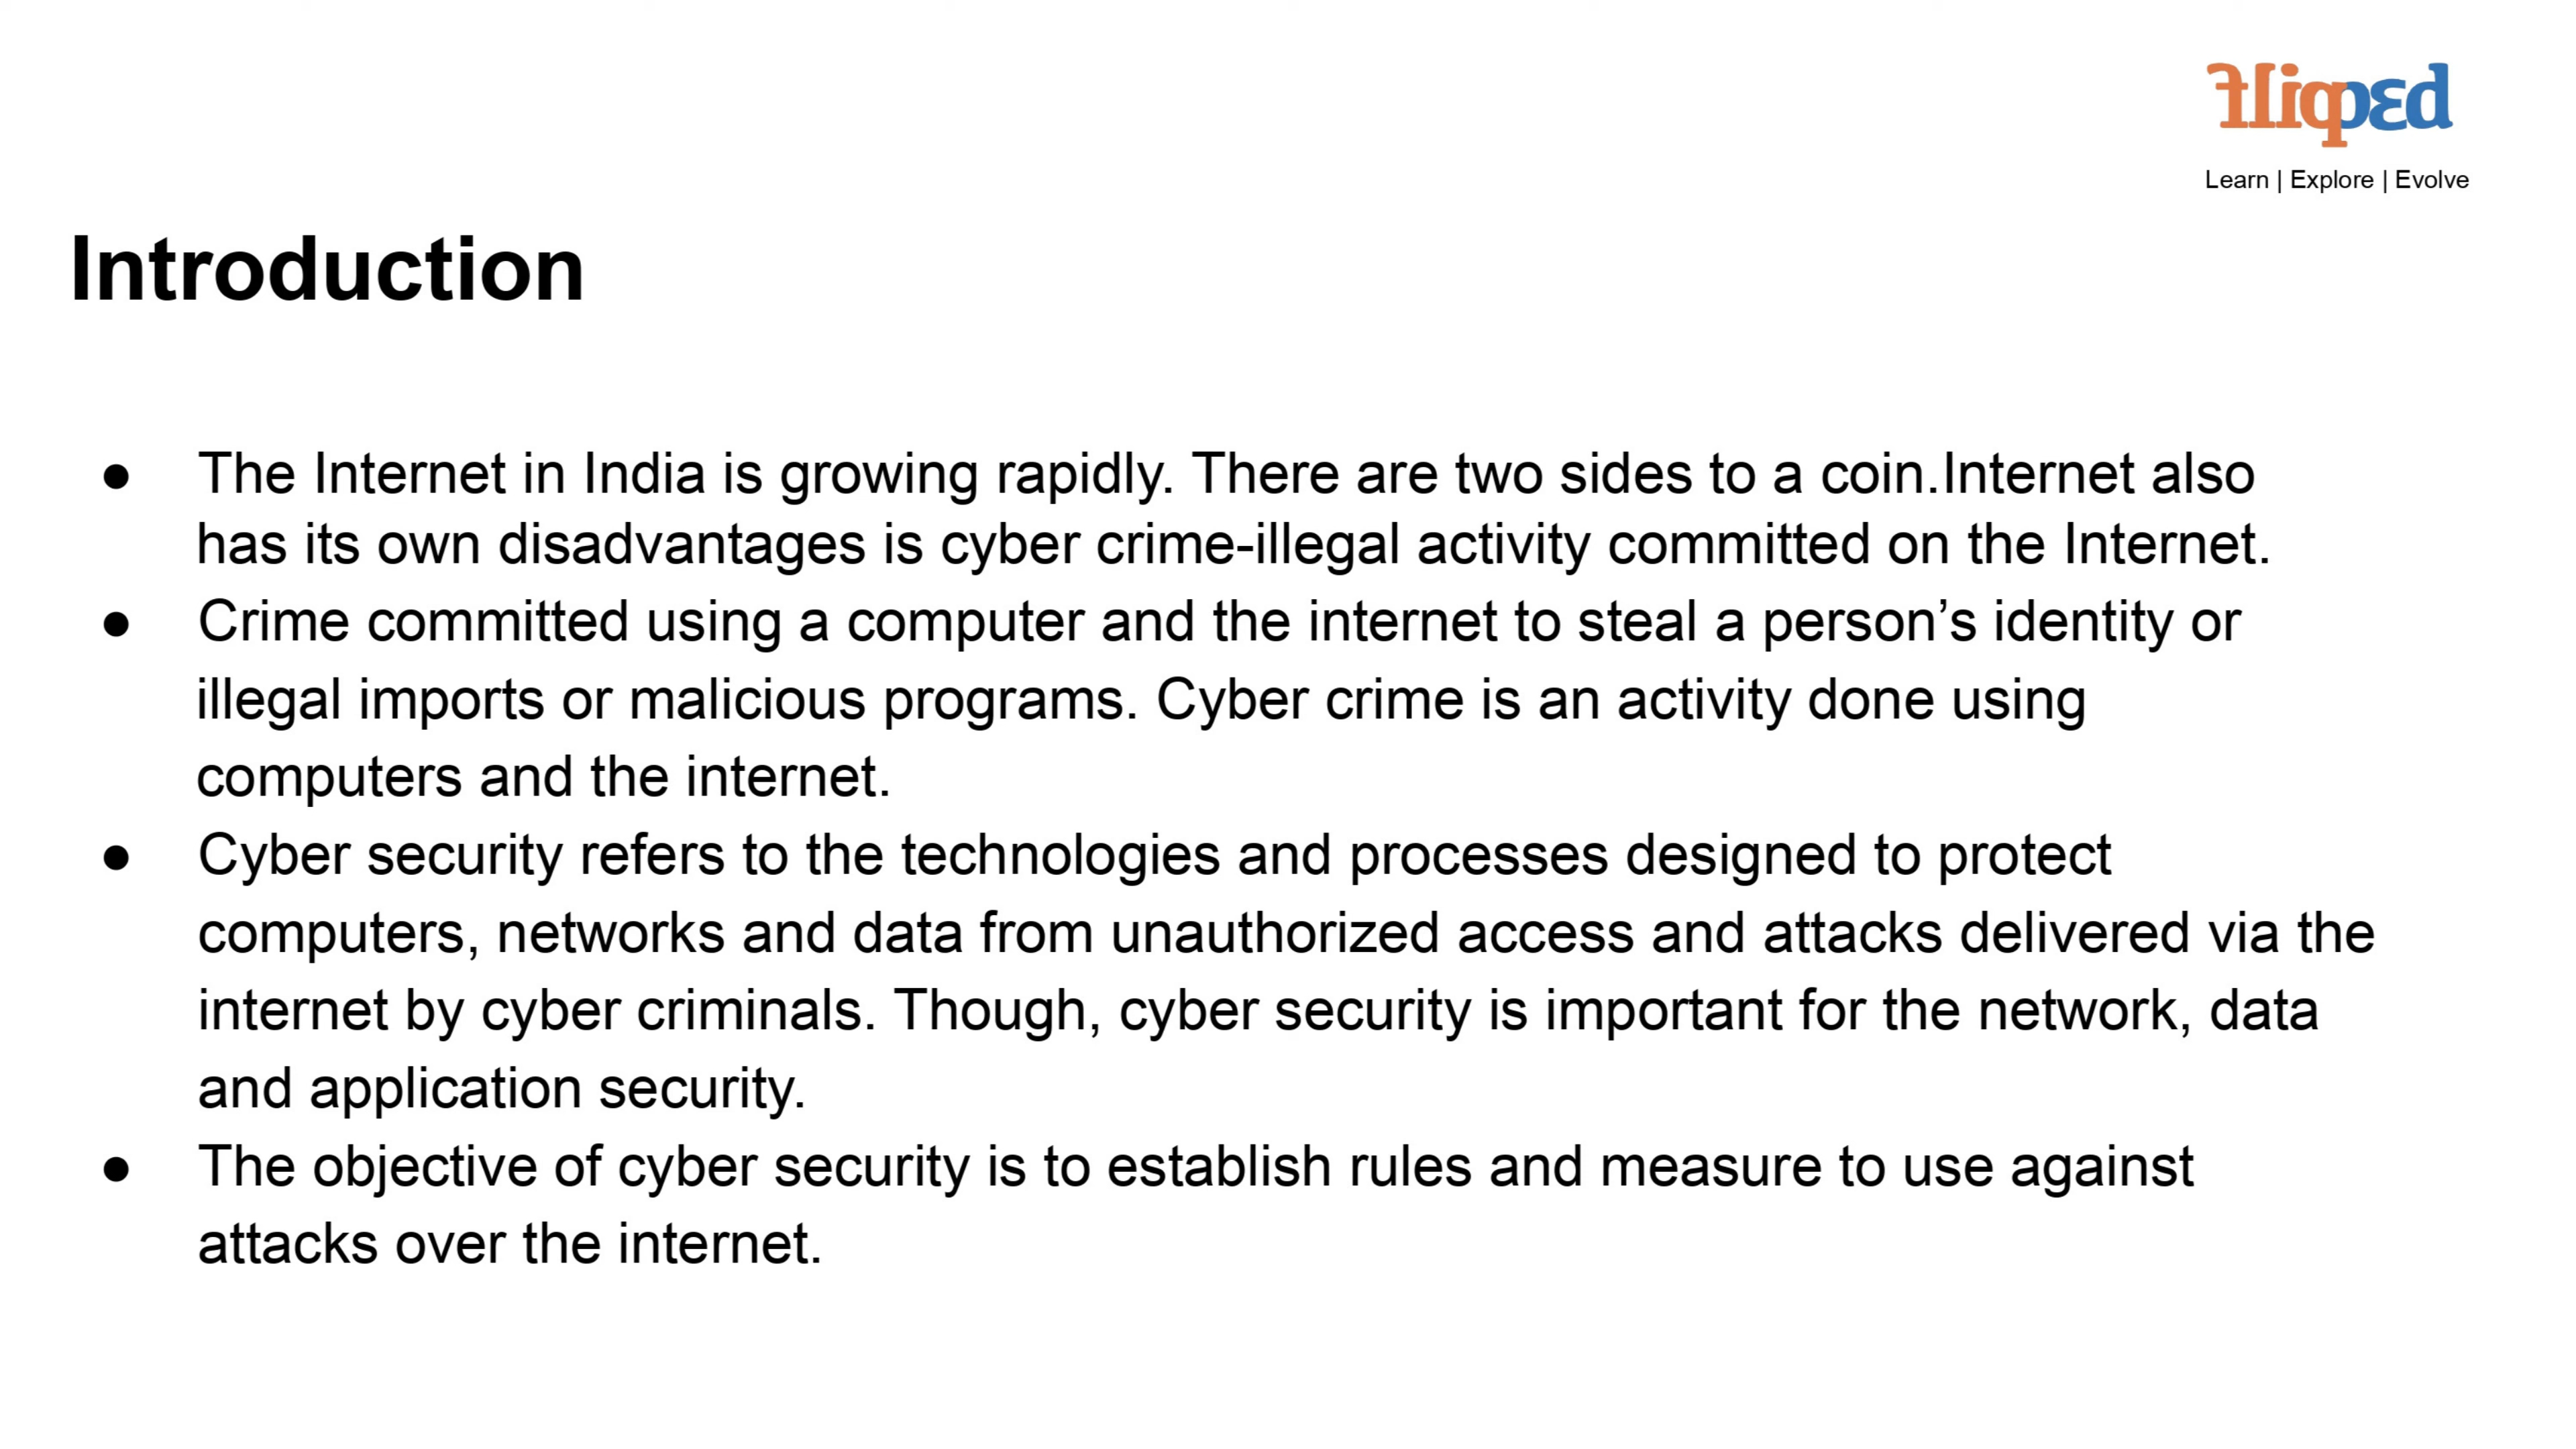 fliqped
Learn | Explore | Evolve
Introduction
● The Internet in India is growing rapidly. There are two sides to a coin.Internet also
has its own disadvantages is cyber crime-illegal activity committed on the Internet.
● Crime committed using a computer and the internet to steal a person’s identity or
illegal imports or malicious programs. Cyber crime is an activity done using
computers and the internet.
● Cyber security refers to the technologies and processes designed to protect
computers, networks and data from unauthorized access and attacks delivered via the
internet by cyber criminals. Though, cyber security is important for the network, data
and application security.
● The objective of cyber security is to establish rules and measure to use against
attacks over the internet.